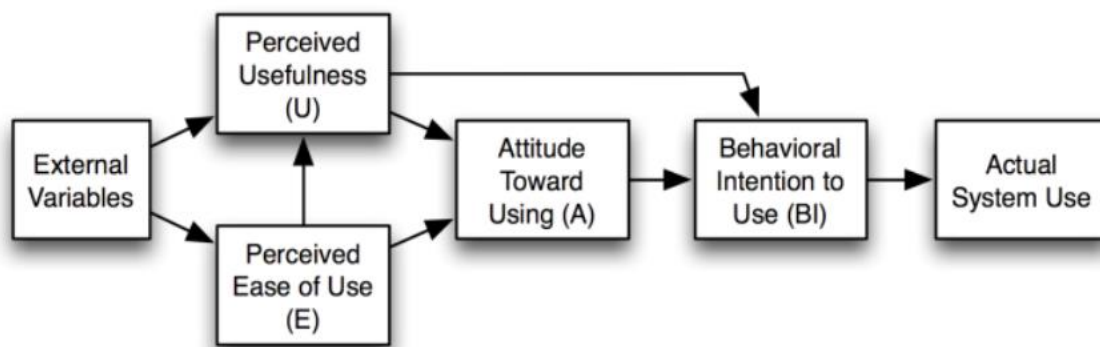 Perceived
Usefulness
(U)
External
Variables
Perceived
Ease of Use
(E)
Attitude
Toward
Using (A)
Behavioral
Intention to
Use (BI)
Actual
System Use